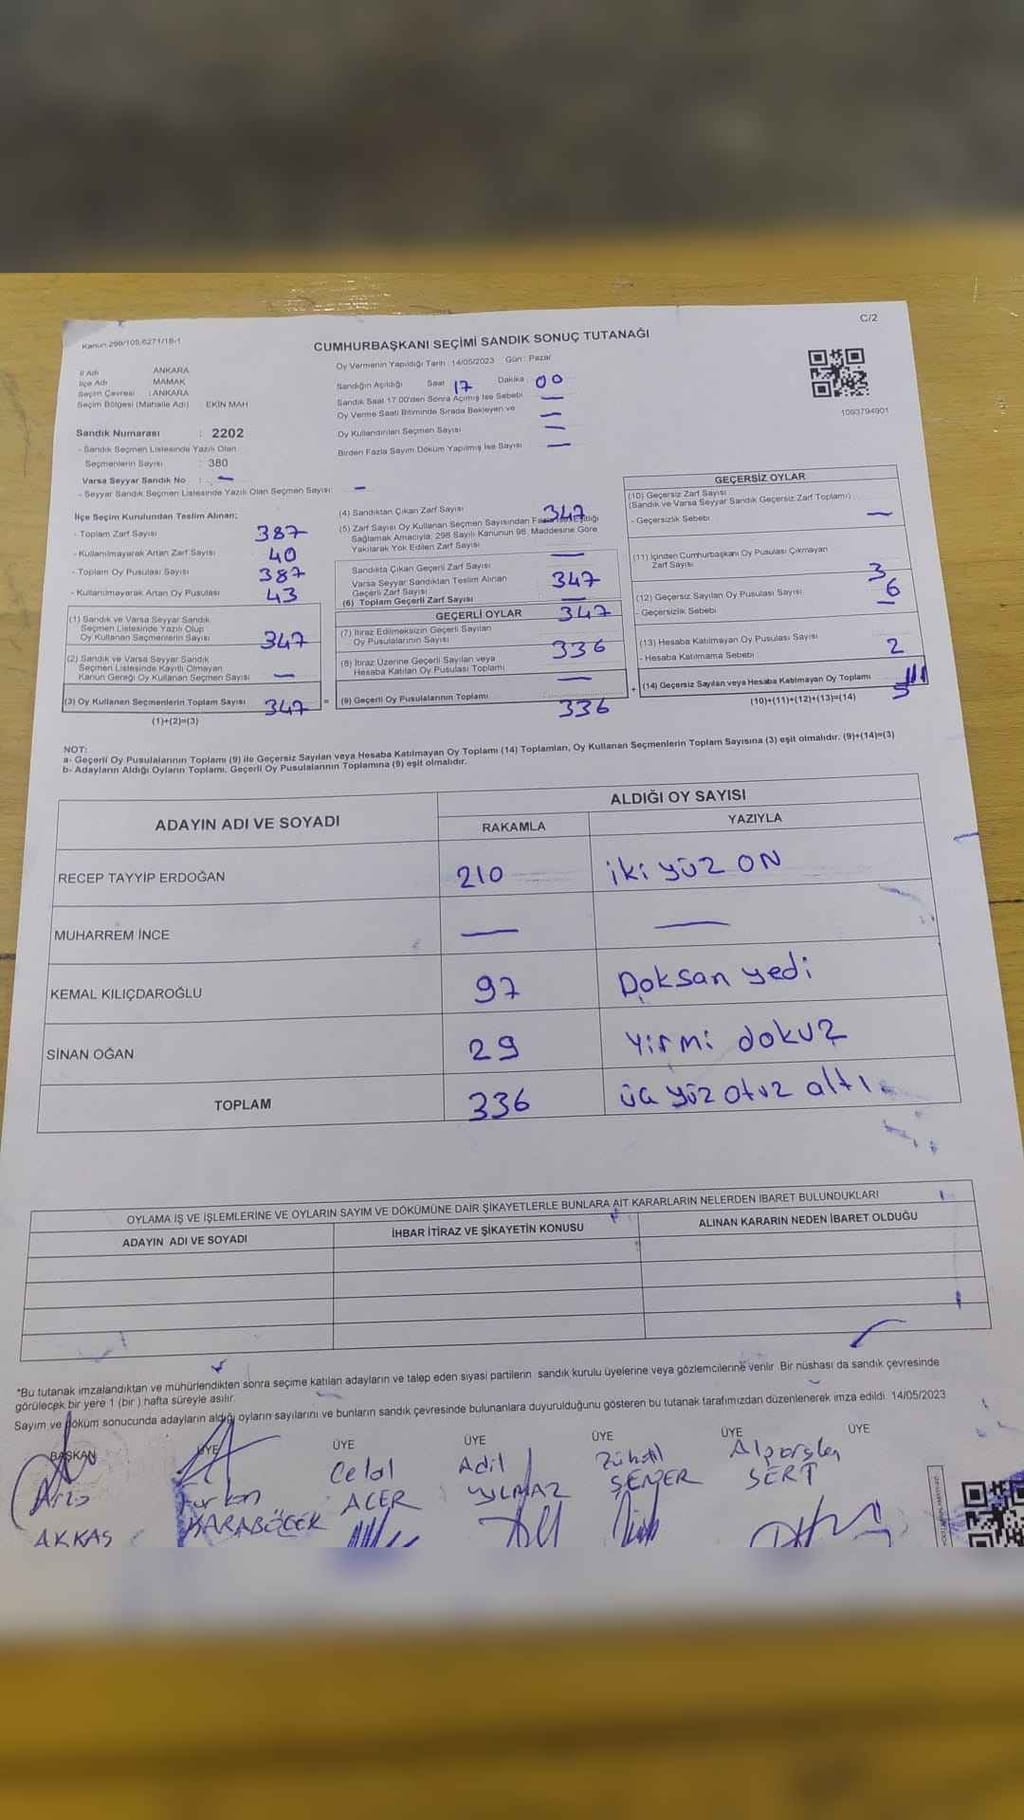 Kanun:298/105,6271/18-1
C/2
CUMHURBAŞKANI SEÇİMİ SANDIK SONUÇ TUTANAĞI
İl Adı ANKARA
İlçe Adı MAMAK
Seçim Çevresi : ANKARA
Seçim Bölgesi (Mahalle Adı) EKİN MAH
Sandık Numarası : 2202
- Sandık Seçmen Listesinde Yazılı Olan
Seçmenlerin Sayısı : 380
Varsa Seyyar Sandık No : —
- Seyyar Sandık Seçmen Listesinde Yazılı Olan Seçmen Sayısı: —
Oy Vermenin Yapıldığı Tarih : 14/05/2023 Gün : Pazar
Sandığın Açıldığı Saat 17 Dakika 00
Sandık Saat 17.00'den Sonra Açılmış İse Sebebi —
Oy Verme Saati Bitiminde Sırada Bekleyen ve —
Oy Kullandırılan Seçmen Sayısı —
Birden Fazla Sayım Döküm Yapılmış İse Sayısı —
1093794901
İlçe Seçim Kurulundan Teslim Alınan;
- Toplam Zarf Sayısı 387
- Kullanılmayarak Artan Zarf Sayısı 40
- Toplam Oy Pusulası Sayısı 387
- Kullanılmayarak Artan Oy Pusulası 43
(1) Sandık ve Varsa Seyyar Sandık
Seçmen Listesinde Yazılı Olup
Oy Kullanan Seçmenlerin Sayısı 347
(2) Sandık ve Varsa Seyyar Sandık
Seçmen Listesinde Kayıtlı Olmayan
Kanun Gereği Oy Kullanan Seçmen Sayısı —
(3) Oy Kullanan Seçmenlerin Toplam Sayısı 347
(1)+(2)=(3)
(4) Sandıktan Çıkan Zarf Sayısı 347
(5) Zarf Sayısı Oy Kullanan Seçmen Sayısından
Sağlamak Amacıyla, 298 Sayılı Kanunun 98. Maddesine Göre
Yakılarak Yok Edilen Zarf Sayısı —
Sandıkta Çıkan Geçerli Zarf Sayısı 347
Varsa Seyyar Sandıktan Teslim Alınan
Geçerli Zarf Sayısı —
(6) Toplam Geçerli Zarf Sayısı 347
GEÇERLİ OYLAR
(7) İtiraz Edilmeksizin Geçerli Sayılan
Oy Pusulalarının Sayısı 336
(8) İtiraz Üzerine Geçerli Sayılan veya
Hesaba Katılan Oy Pusulası Toplamı —
= (9) Geçerli Oy Pusulalarının Toplamı 336
GEÇERSİZ OYLAR
(10) Geçersiz Zarf Sayısı
(Sandık ve Varsa Seyyar Sandık Geçersiz Zarf Toplamı)
- Geçersizlik Sebebi —
(11) İçinden Cumhurbaşkanı Oy Pusulası Çıkmayan
Zarf Sayısı 3
(12) Geçersiz Sayılan Oy Pusulası Sayısı 6
- Geçersizlik Sebebi —
(13) Hesaba Katılmayan Oy Pusulası Sayısı 2
- Hesaba Katılmama Sebebi
+ (14) Geçersiz Sayılan veya Hesaba Katılmayan Oy Toplamı
(10)+(11)+(12)+(13)=(14)
NOT:
a- Geçerli Oy Pusulalarının Toplamı (9) ile Geçersiz Sayılan veya Hesaba Katılmayan Oy Toplamı (14) Toplamları, Oy Kullanan Seçmenlerin Toplam Sayısına (3) eşit olmalıdır. (9)+(14)=(3)
b- Adayların Aldığı Oyların Toplamı, Geçerli Oy Pusulalarının Toplamına (9) eşit olmalıdır.
ADAYIN ADI VE SOYADI
ALDIĞI OY SAYISI
RAKAMLA YAZIYLA
RECEP TAYYIP ERDOĞAN 210 iki yüz ON
MUHARREM İNCE — —
KEMAL KILIÇDAROĞLU 97 Doksan yedi
SİNAN OĞAN 29 Yirmi dokuz
TOPLAM 336 üç yüz otuz altı
OYLAMA İŞ VE İŞLEMLERİNE VE OYLARIN SAYIM VE DÖKÜMÜNE DAİR ŞİKAYETLERLE BUNLARA AİT KARARLARIN NELERDEN İBARET BULUNDUKLARI
ADAYIN ADI VE SOYADI İHBAR İTİRAZ VE ŞİKAYETİN KONUSU ALINAN KARARIN NEDEN İBARET OLDUĞU
*Bu tutanak imzalandıktan ve mühürlendikten sonra seçime katılan adayların ve talep eden siyasi partilerin sandık kurulu üyelerine veya gözlemcilerine verilir. Bir nüshası da sandık çevresinde
görülecek bir yere 1 (bir ) hafta süreyle asılır.
Sayım ve döküm sonucunda adayların aldığı oyların sayılarını ve bunların sandık çevresinde bulunanlara duyurulduğunu gösteren bu tutanak tarafımızdan düzenlenerek imza edildi. 14/05/2023
BAŞKAN ÜYE ÜYE ÜYE ÜYE ÜYE ÜYE
AKKAŞ
Furkan KARABÖCEK
Celal ACER
Adil YILMAZ
Zühtü ŞENER
Alparslan SERT